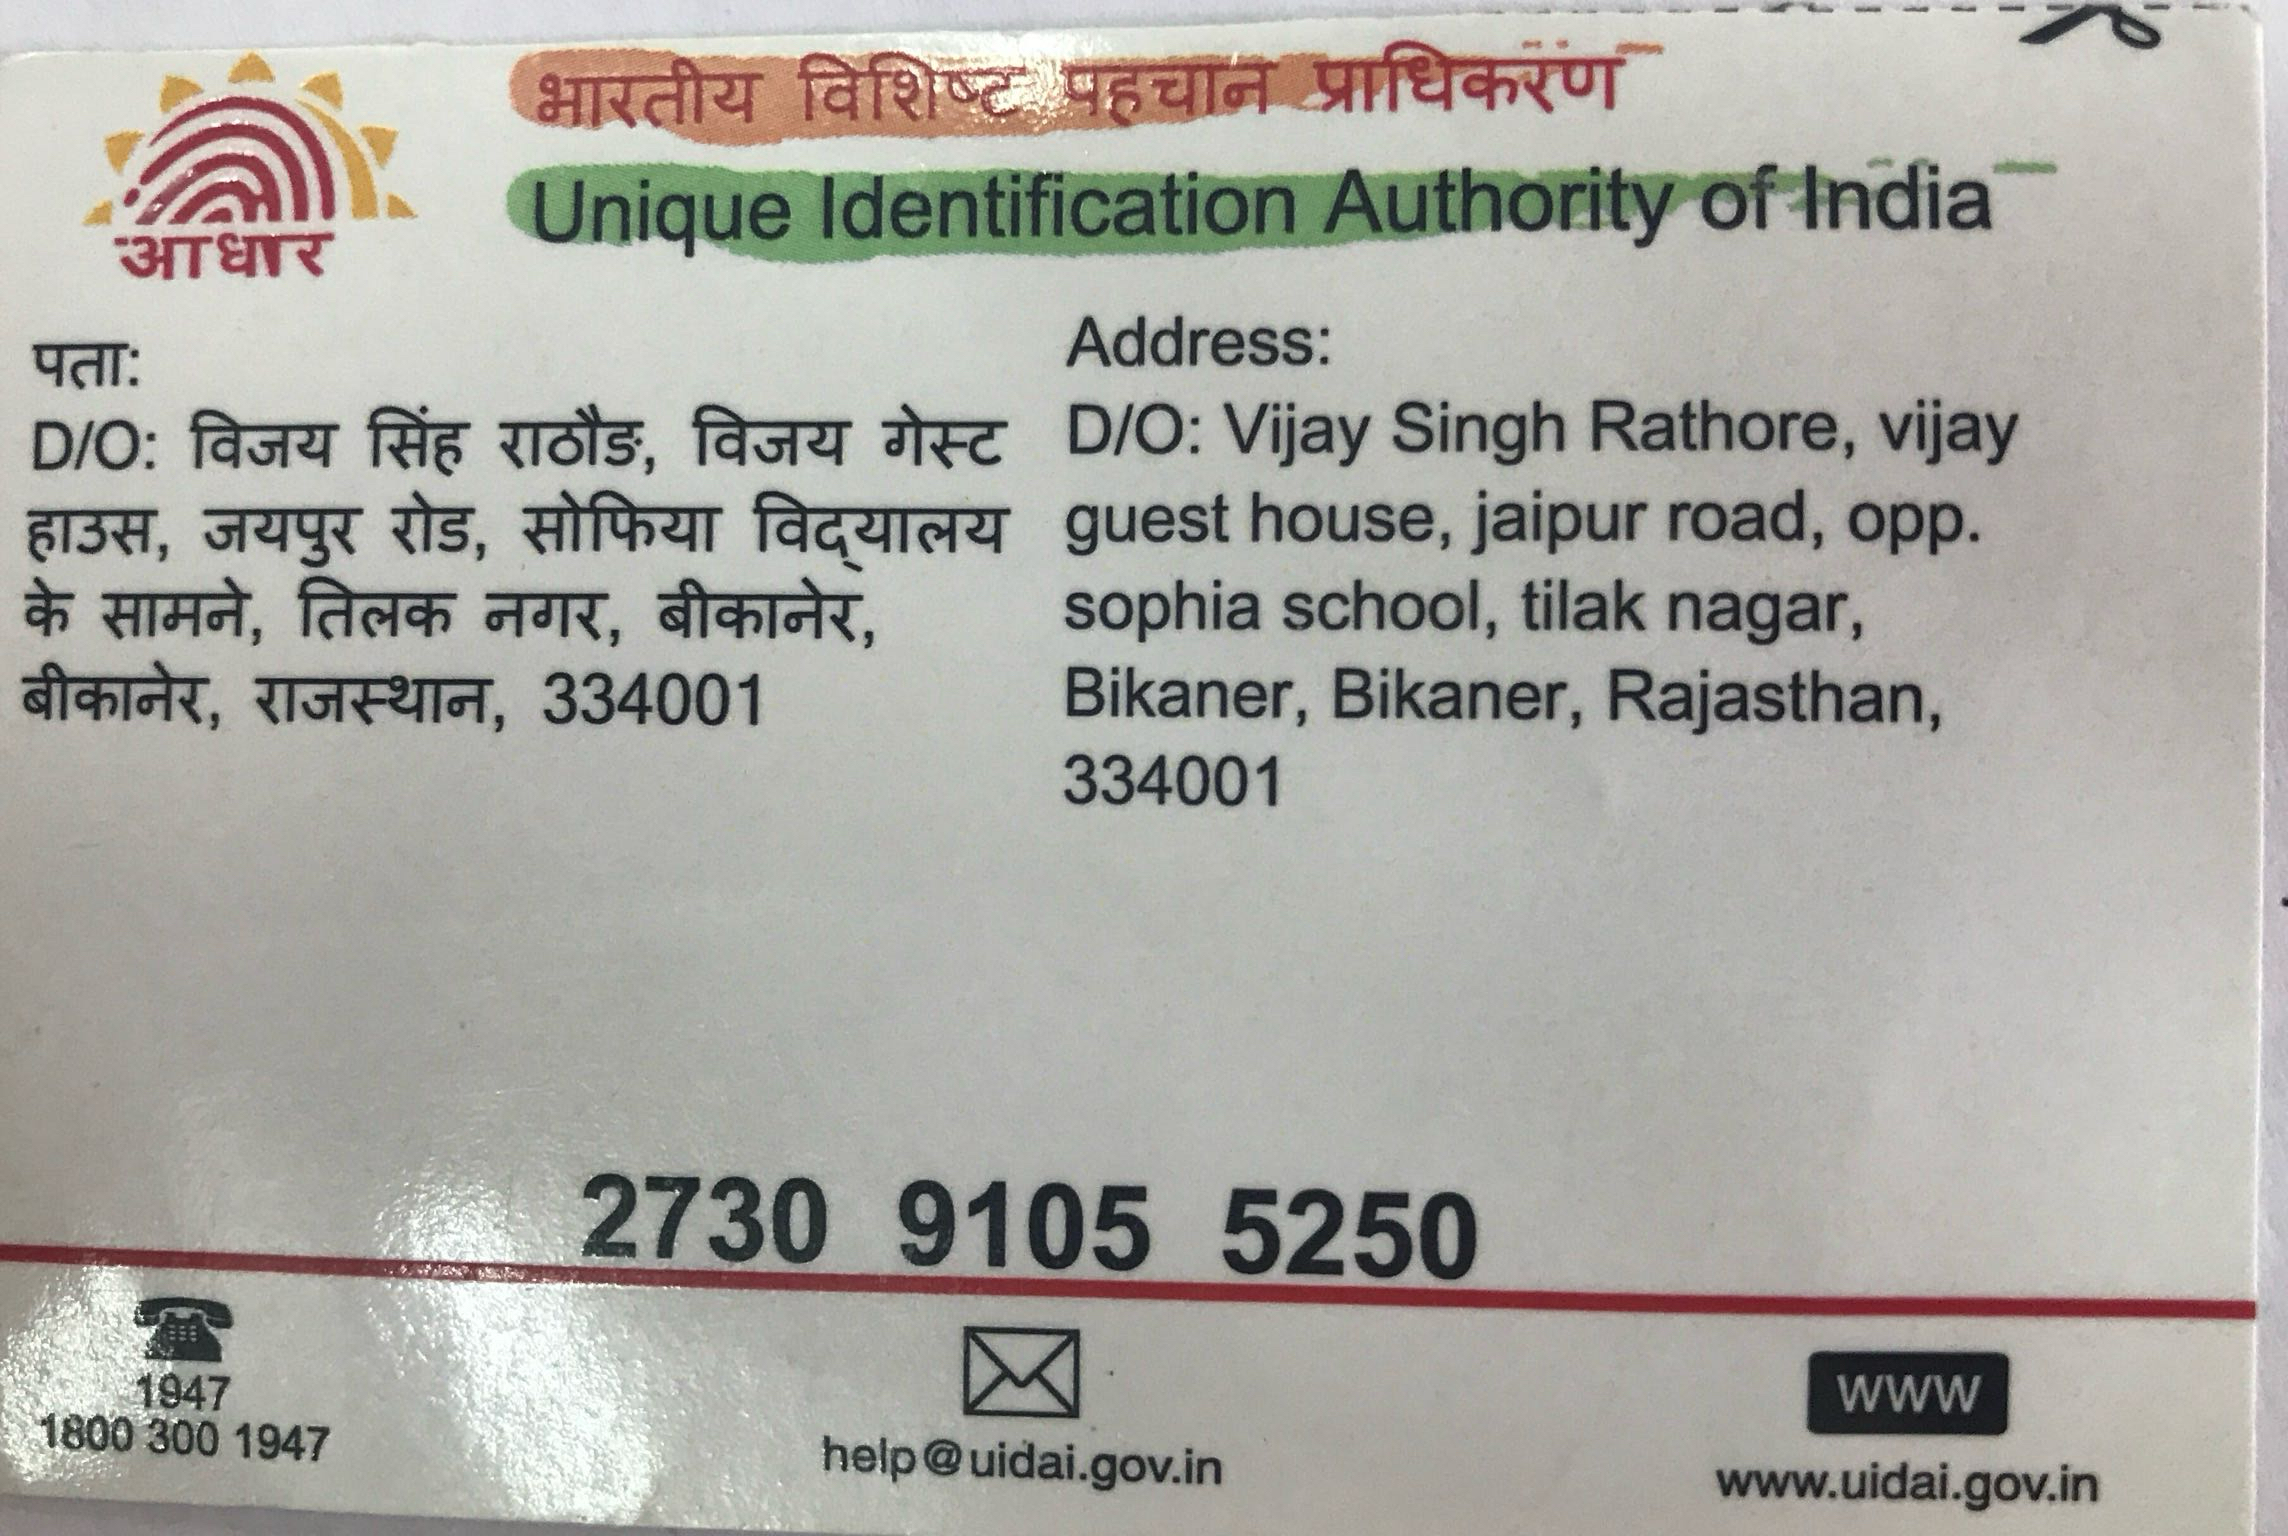 भारतीय विशिष्ट पहचान प्राधिकरण
Unique Identification Authority of India
आधार
पता:
D/O: विजय सिंह राठौङ, विजय गेस्ट
हाउस, जयपुर रोड, सोफिया विद्‌यालय
के सामने, तिलक नगर, बीकानेर,
बीकानेर, राजस्थान, 334001
Address:
D/O: Vijay Singh Rathore, vijay
guest house, jaipur road, opp.
sophia school, tilak nagar,
Bikaner, Bikaner, Rajasthan,
334001
2730 9105 5250
1947
1800 300 1947
help@uidai.gov.in
WWW
www.uidai.gov.in